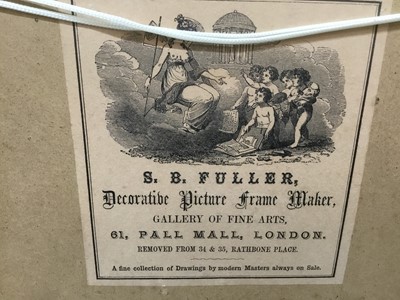 S. B. FULLER,
Decorative Picture Frame Maker,
GALLERY OF FINE ARTS,
61, PALL MALL, LONDON.
REMOVED FROM 34 & 35, RATHBONE PLACE.
A fine collection of Drawings by modern Masters always on Sale.